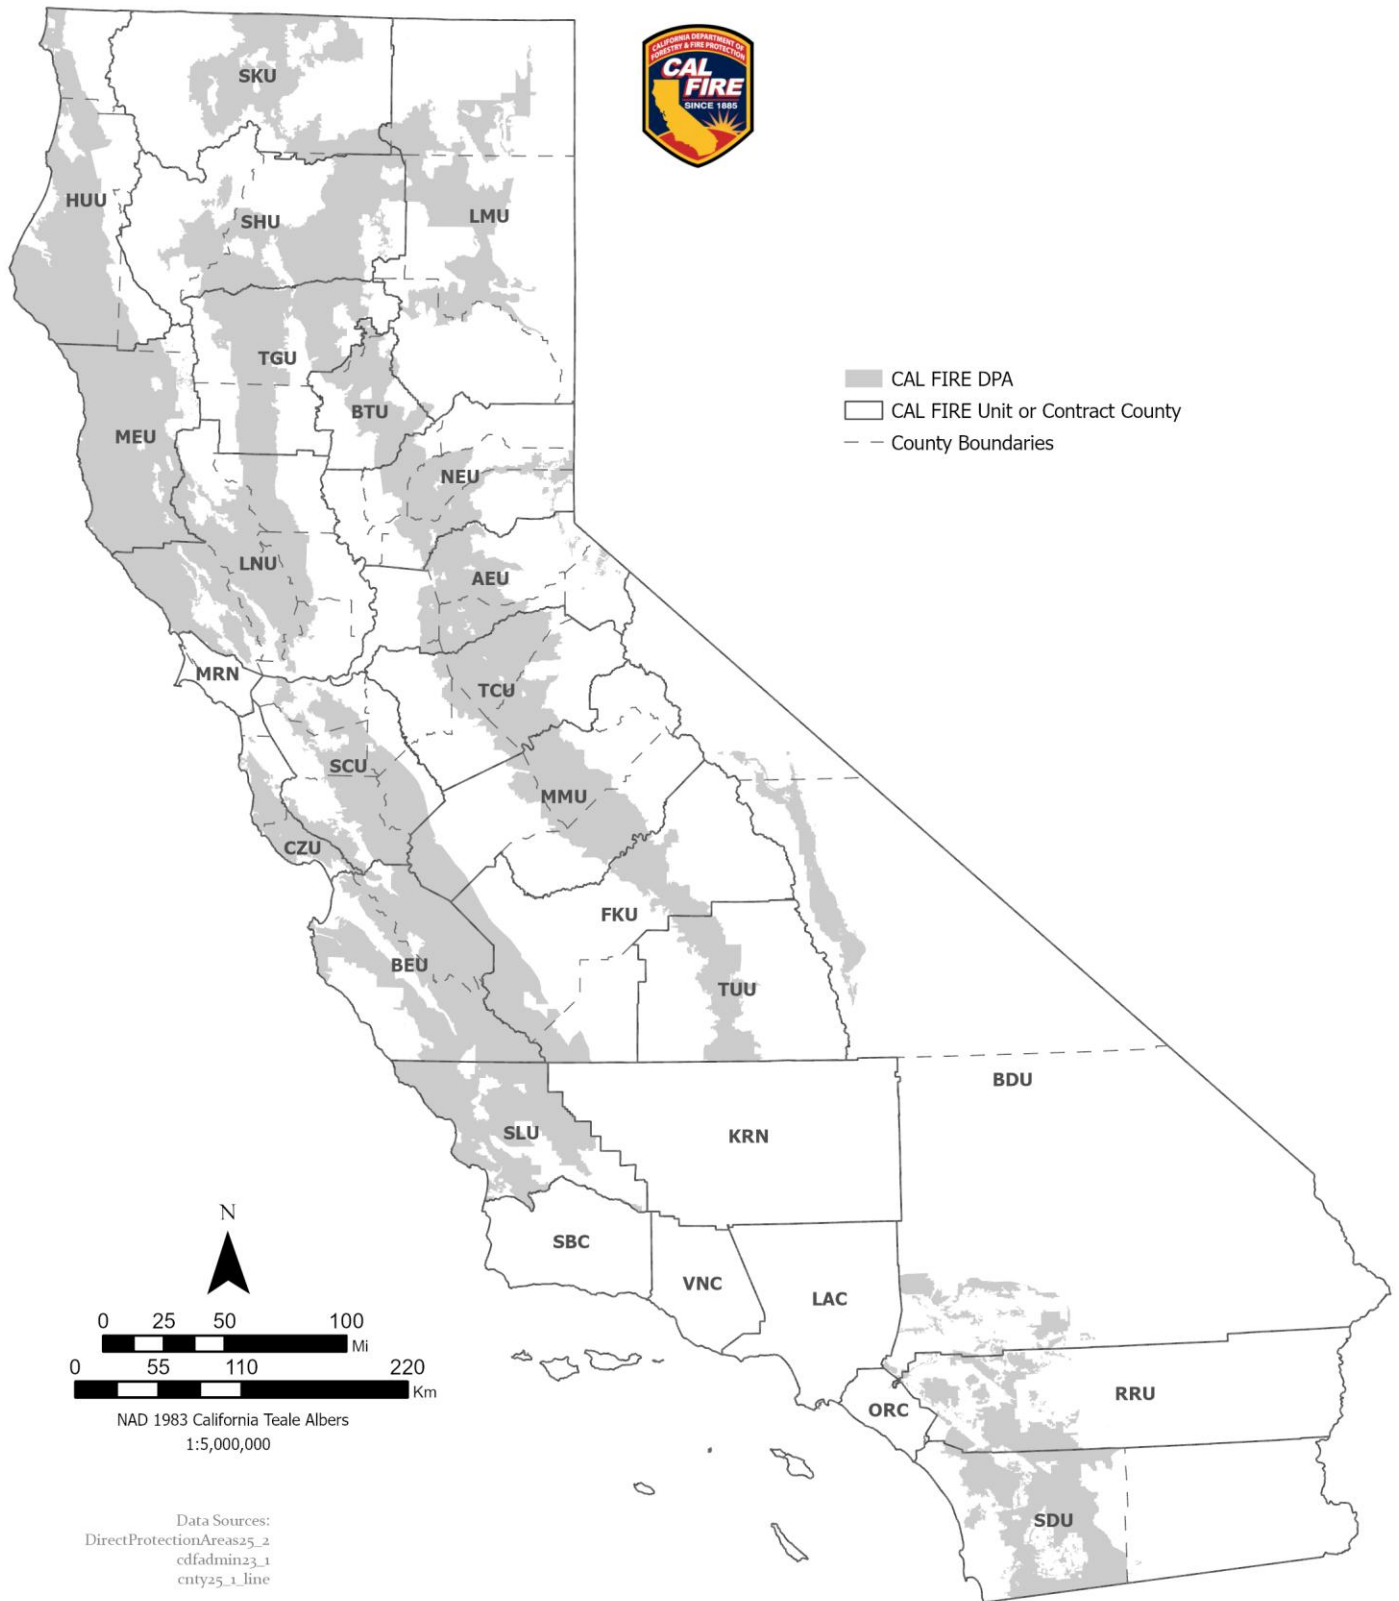 CALIFORNIA DEPARTMENT OF
FORESTRY & FIRE PROTECTION
CAL
FIRE
SINCE 1885
SKU
HUU
SHU
LMU
TGU
BTU
MEU
NEU
LNU
AEU
MRN
TCU
SCU
MMU
CZU
FKU
BEU
TUU
BDU
SLU
KRN
SBC
VNC
LAC
ORC
RRU
SDU
CAL FIRE DPA
CAL FIRE Unit or Contract County
County Boundaries
N
0 25 50 100
Mi
0 55 110 220
Km
NAD 1983 California Teale Albers
1:5,000,000
Data Sources:
DirectProtectionAreas25_2
cdfadmin23_1
cnty25_1_line